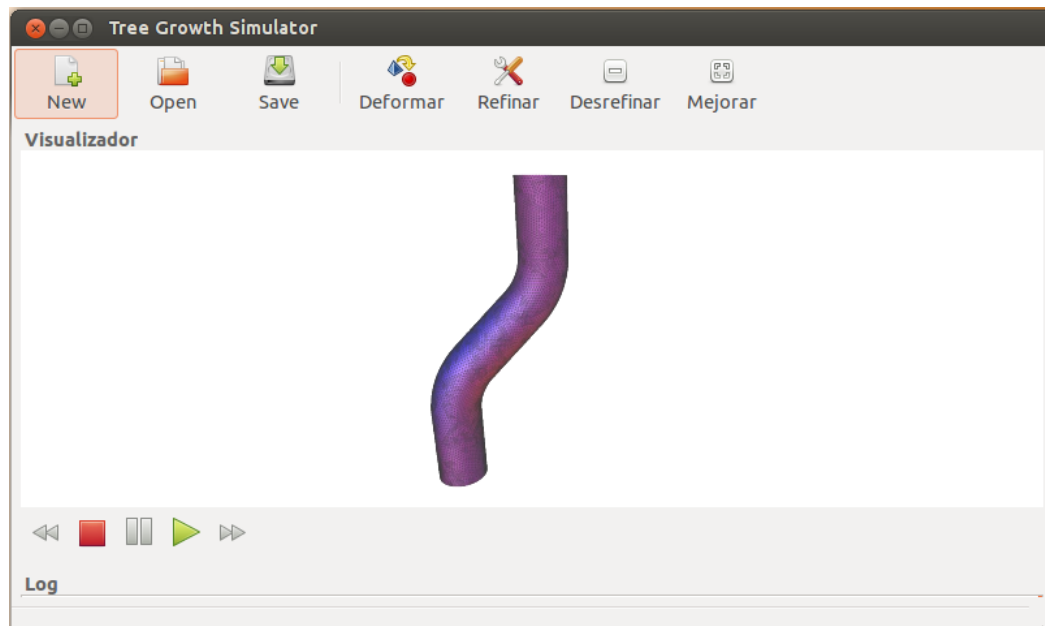 Tree Growth Simulator
New Open Save Deformar Refinar Desrefinar Mejorar
Visualizador
Log